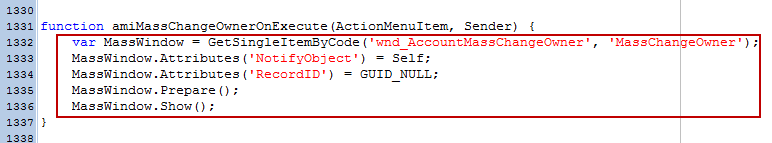 1330
1331 function amiMassChangeOwnerOnExecute(ActionMenuItem, Sender) {
1332 var MassWindow = GetSingleItemByCode('wnd_AccountMassChangeOwner', 'MassChangeOwner');
1333 MassWindow.Attributes('NotifyObject') = Self;
1334 MassWindow.Attributes('RecordID') = GUID_NULL;
1335 MassWindow.Prepare();
1336 MassWindow.Show();
1337 }
1338